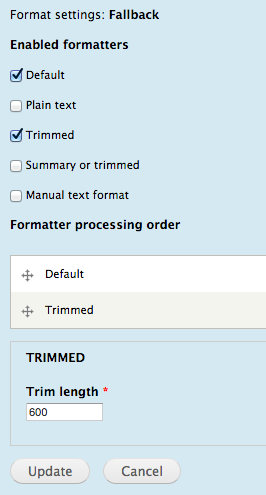 Format settings: Fallback
Enabled formatters
Default
Plain text
Trimmed
Summary or trimmed
Manual text format
Formatter processing order
Default
Trimmed
TRIMMED
Trim length *
600
Update Cancel